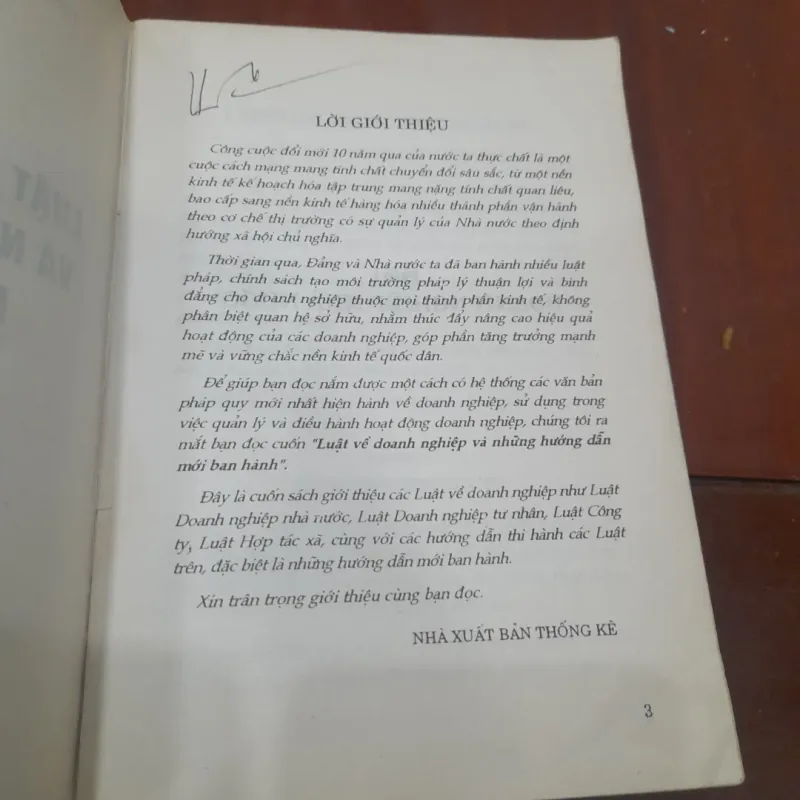 LỜI GIỚI THIỆU
Công cuộc đổi mới 10 năm qua của nước ta thực chất là một
cuộc cách mạng mang tính chất chuyển đổi sâu sắc, từ một nền
kinh tế kế hoạch hóa tập trung mang nặng tính chất quan liêu,
bao cấp sang nền kinh tế hàng hóa nhiều thành phần vận hành
theo cơ chế thị trường có sự quản lý của Nhà nước theo định
hướng xã hội chủ nghĩa.
Thời gian qua, Đảng và Nhà nước ta đã ban hành nhiều luật
pháp, chính sách tạo môi trường pháp lý thuận lợi và bình
đẳng cho doanh nghiệp thuộc mọi thành phần kinh tế, không
phân biệt quan hệ sở hữu, nhằm thúc đẩy nâng cao hiệu quả
hoạt động của các doanh nghiệp, góp phần tăng trưởng mạnh
mẽ và vững chắc nền kinh tế quốc dân.
Để giúp bạn đọc nắm được một cách có hệ thống các văn bản
pháp quy mới nhất hiện hành về doanh nghiệp, sử dụng trong
việc quản lý và điều hành hoạt động doanh nghiệp, chúng tôi ra
mắt bạn đọc cuốn "Luật về doanh nghiệp và những hướng dẫn
mới ban hành".
Đây là cuốn sách giới thiệu các Luật về doanh nghiệp như Luật
Doanh nghiệp nhà nước, Luật Doanh nghiệp tư nhân, Luật Công
ty, Luật Hợp tác xã, cùng với các hướng dẫn thi hành các Luật
trên, đặc biệt là những hướng dẫn mới ban hành.
Xin trân trọng giới thiệu cùng bạn đọc.
NHÀ XUẤT BẢN THỐNG KÊ
3